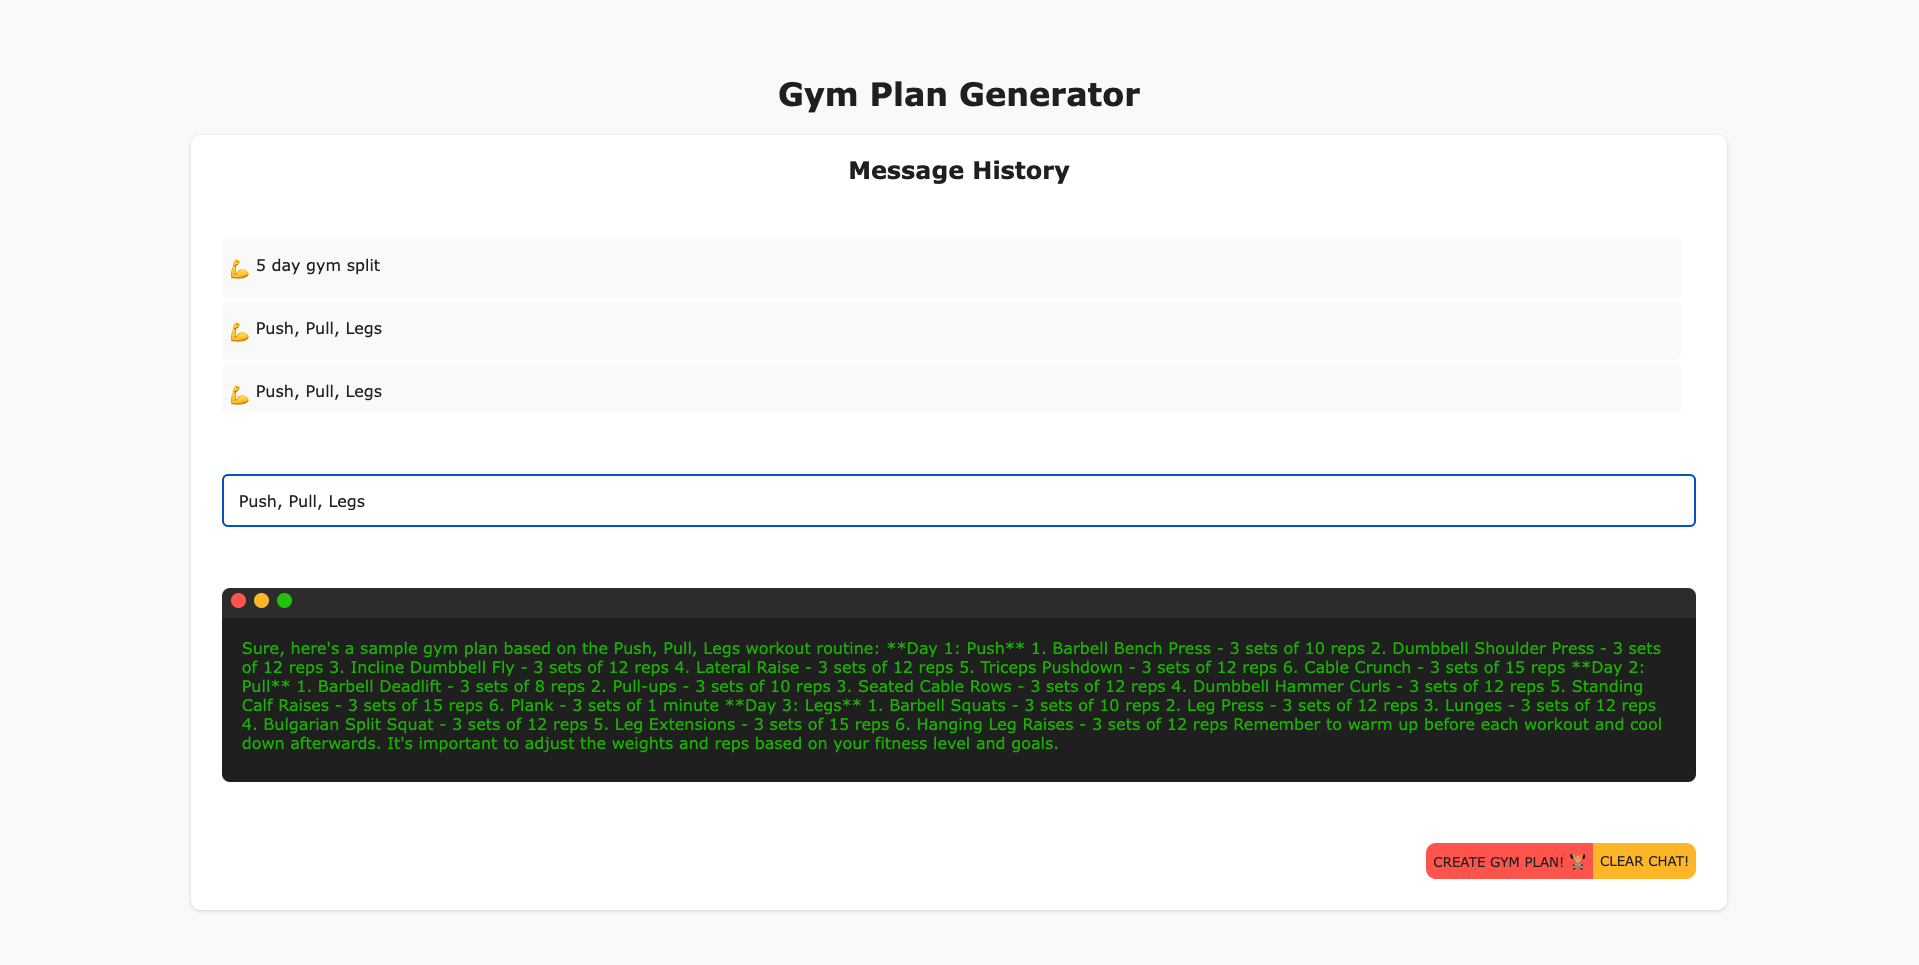 Gym Plan Generator
Message History
💪 5 day gym split
💪 Push, Pull, Legs
💪 Push, Pull, Legs
Push, Pull, Legs
Sure, here's a sample gym plan based on the Push, Pull, Legs workout routine: **Day 1: Push** 1. Barbell Bench Press - 3 sets of 10 reps 2. Dumbbell Shoulder Press - 3 sets
of 12 reps 3. Incline Dumbbell Fly - 3 sets of 12 reps 4. Lateral Raise - 3 sets of 12 reps 5. Triceps Pushdown - 3 sets of 12 reps 6. Cable Crunch - 3 sets of 15 reps **Day 2:
Pull** 1. Barbell Deadlift - 3 sets of 8 reps 2. Pull-ups - 3 sets of 10 reps 3. Seated Cable Rows - 3 sets of 12 reps 4. Dumbbell Hammer Curls - 3 sets of 12 reps 5. Standing
Calf Raises - 3 sets of 15 reps 6. Plank - 3 sets of 1 minute **Day 3: Legs** 1. Barbell Squats - 3 sets of 10 reps 2. Leg Press - 3 sets of 12 reps 3. Lunges - 3 sets of 12 reps
4. Bulgarian Split Squat - 3 sets of 12 reps 5. Leg Extensions - 3 sets of 15 reps 6. Hanging Leg Raises - 3 sets of 12 reps Remember to warm up before each workout and cool
down afterwards. It's important to adjust the weights and reps based on your fitness level and goals.
CREATE GYM PLAN! 🏋️ CLEAR CHAT!